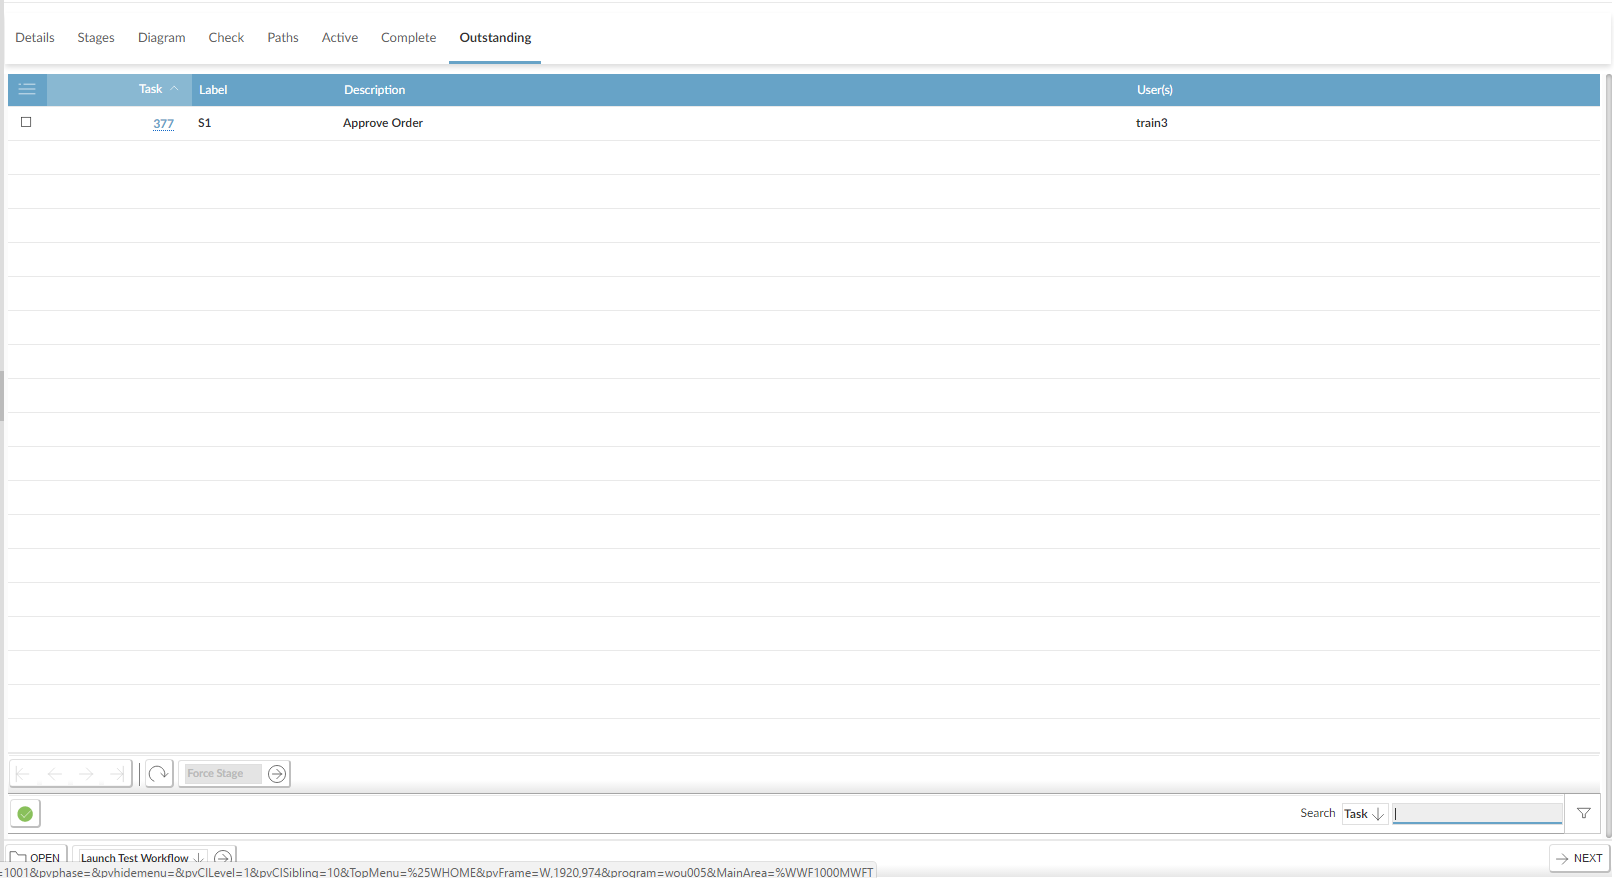 Details Stages Diagram Check Paths Active Complete Outstanding
Task Label Description User(s)
377 S1 Approve Order train3
Force Stage
Search Task
OPEN Launch Test Workflow NEXT
=1001&pvphase=&pvhidemenu=&pvCILevel=1&pvCISibling=10&TopMenu=%25WHOME&pvFrame=W,1920,974&program=wou005&MainArea=%WWF1000MWFT